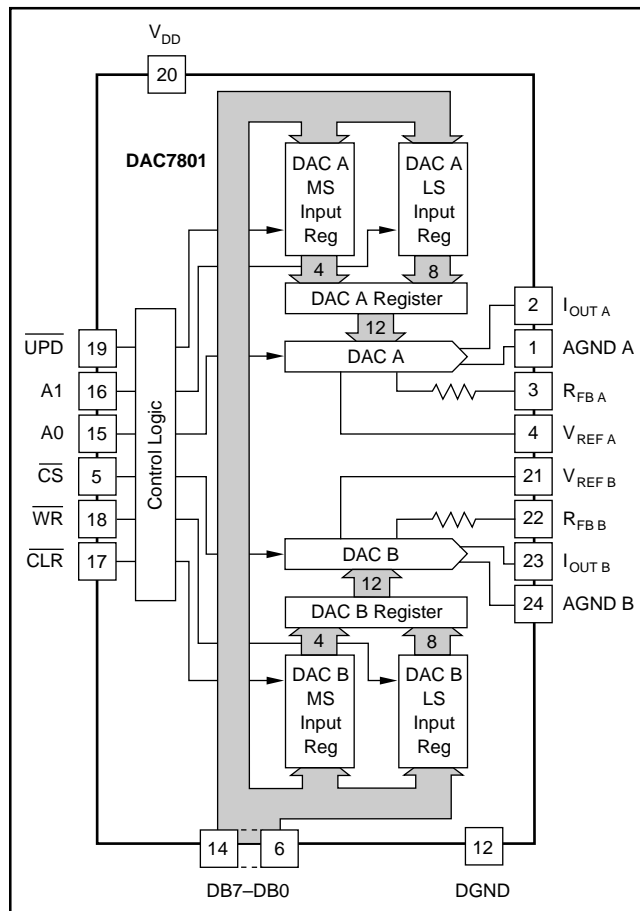 V_DD
20
DAC7801
DAC A
MS
Input
Reg
DAC A
LS
Input
Reg
4
8
DAC A Register
12
DAC A
2
I_OUT A
1
AGND A
3
R_FB A
4
V_REF A
UPD
19
A1
16
A0
15
CS
5
WR
18
CLR
17
Control Logic
21
V_REF B
22
R_FB B
23
I_OUT B
24
AGND B
DAC B
12
DAC B Register
4
8
DAC B
MS
Input
Reg
DAC B
LS
Input
Reg
14
6
12
DB7–DB0
DGND